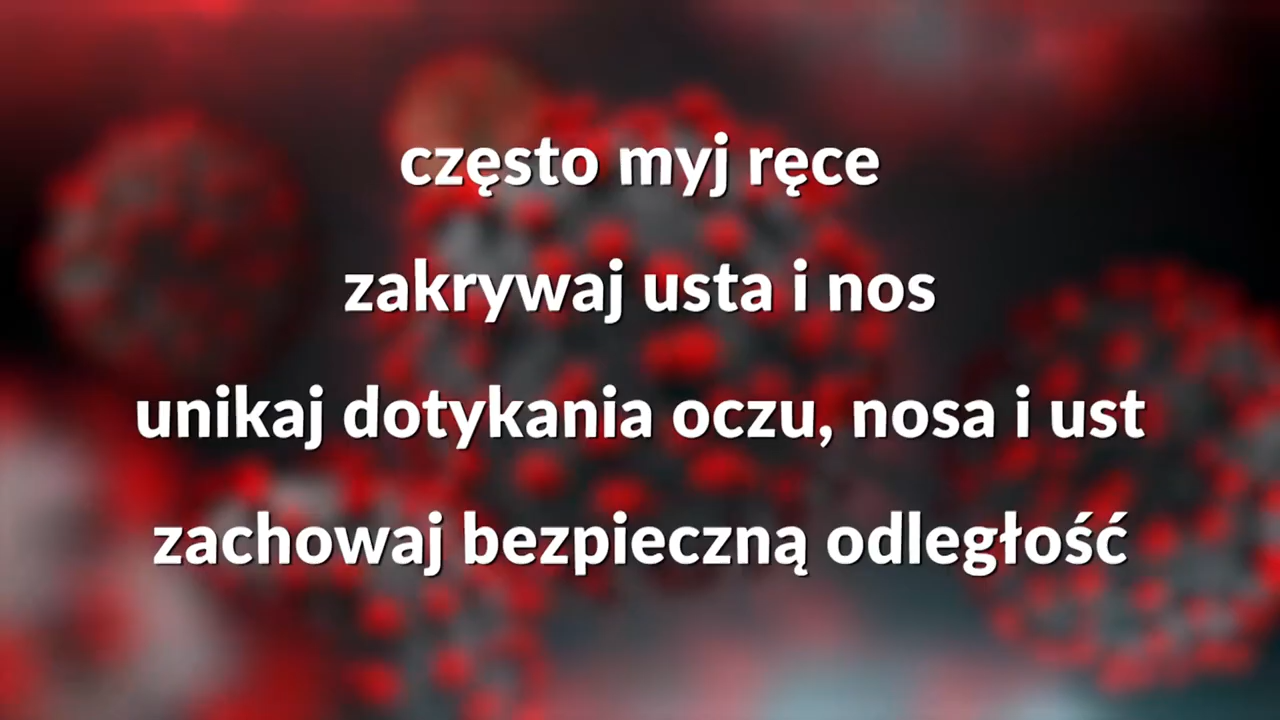 często myj ręce
zakrywaj usta i nos
unikaj dotykania oczu, nosa i ust
zachowaj bezpieczną odległość